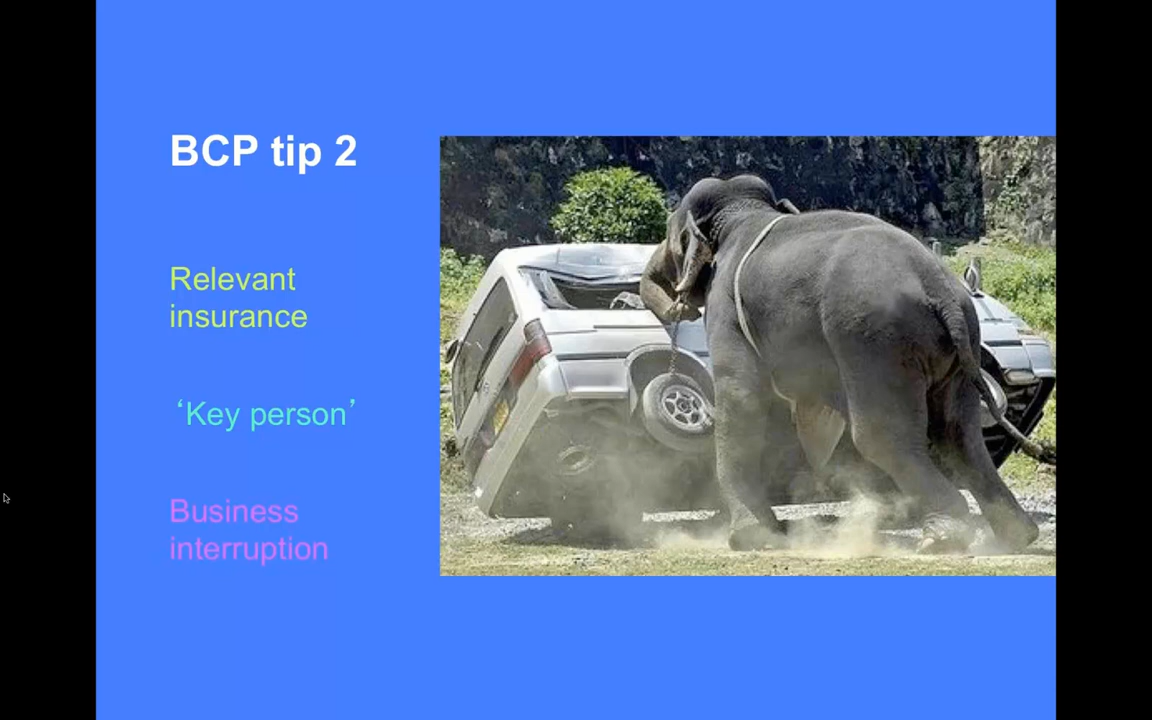 BCP tip 2
Relevant
insurance
‘Key person’
Business
interruption